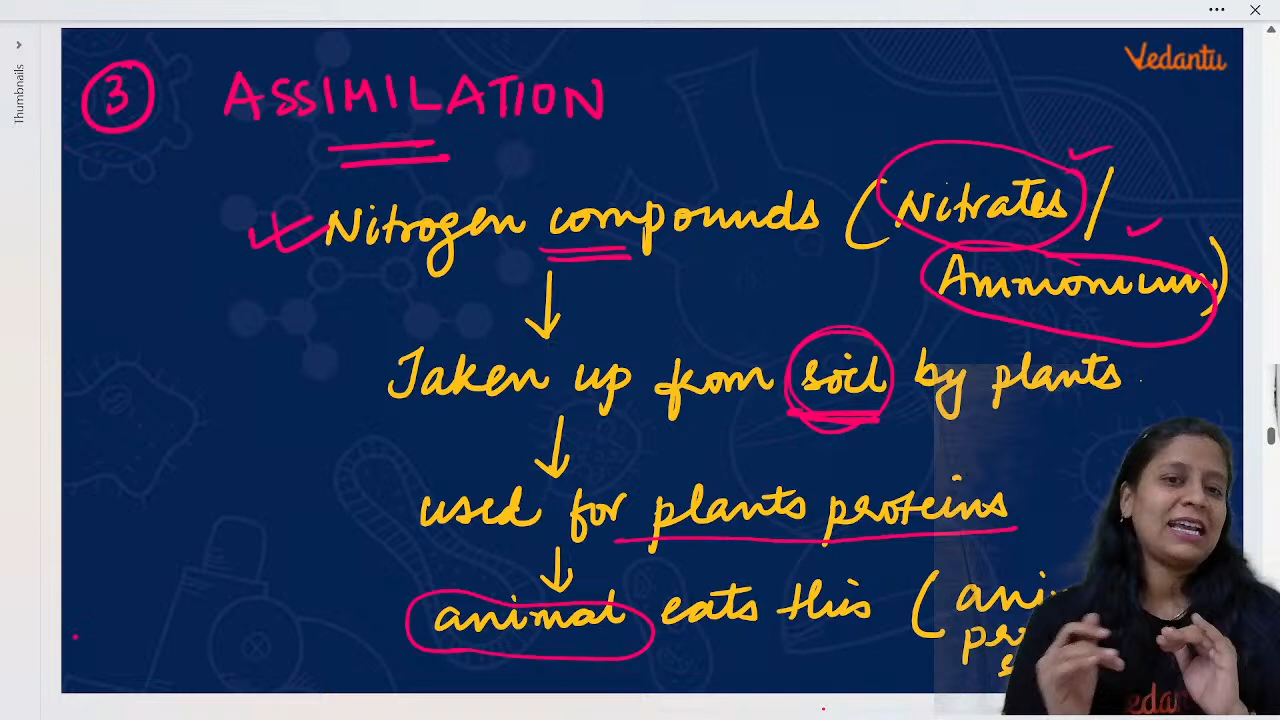 Thumbnails
Vedantu
3 ASSIMILATION
Nitrogen compounds (Nitrates/
Ammonium)
↓
Taken up from soil by plants
↓
used for plants proteins
↓
animal eats this (